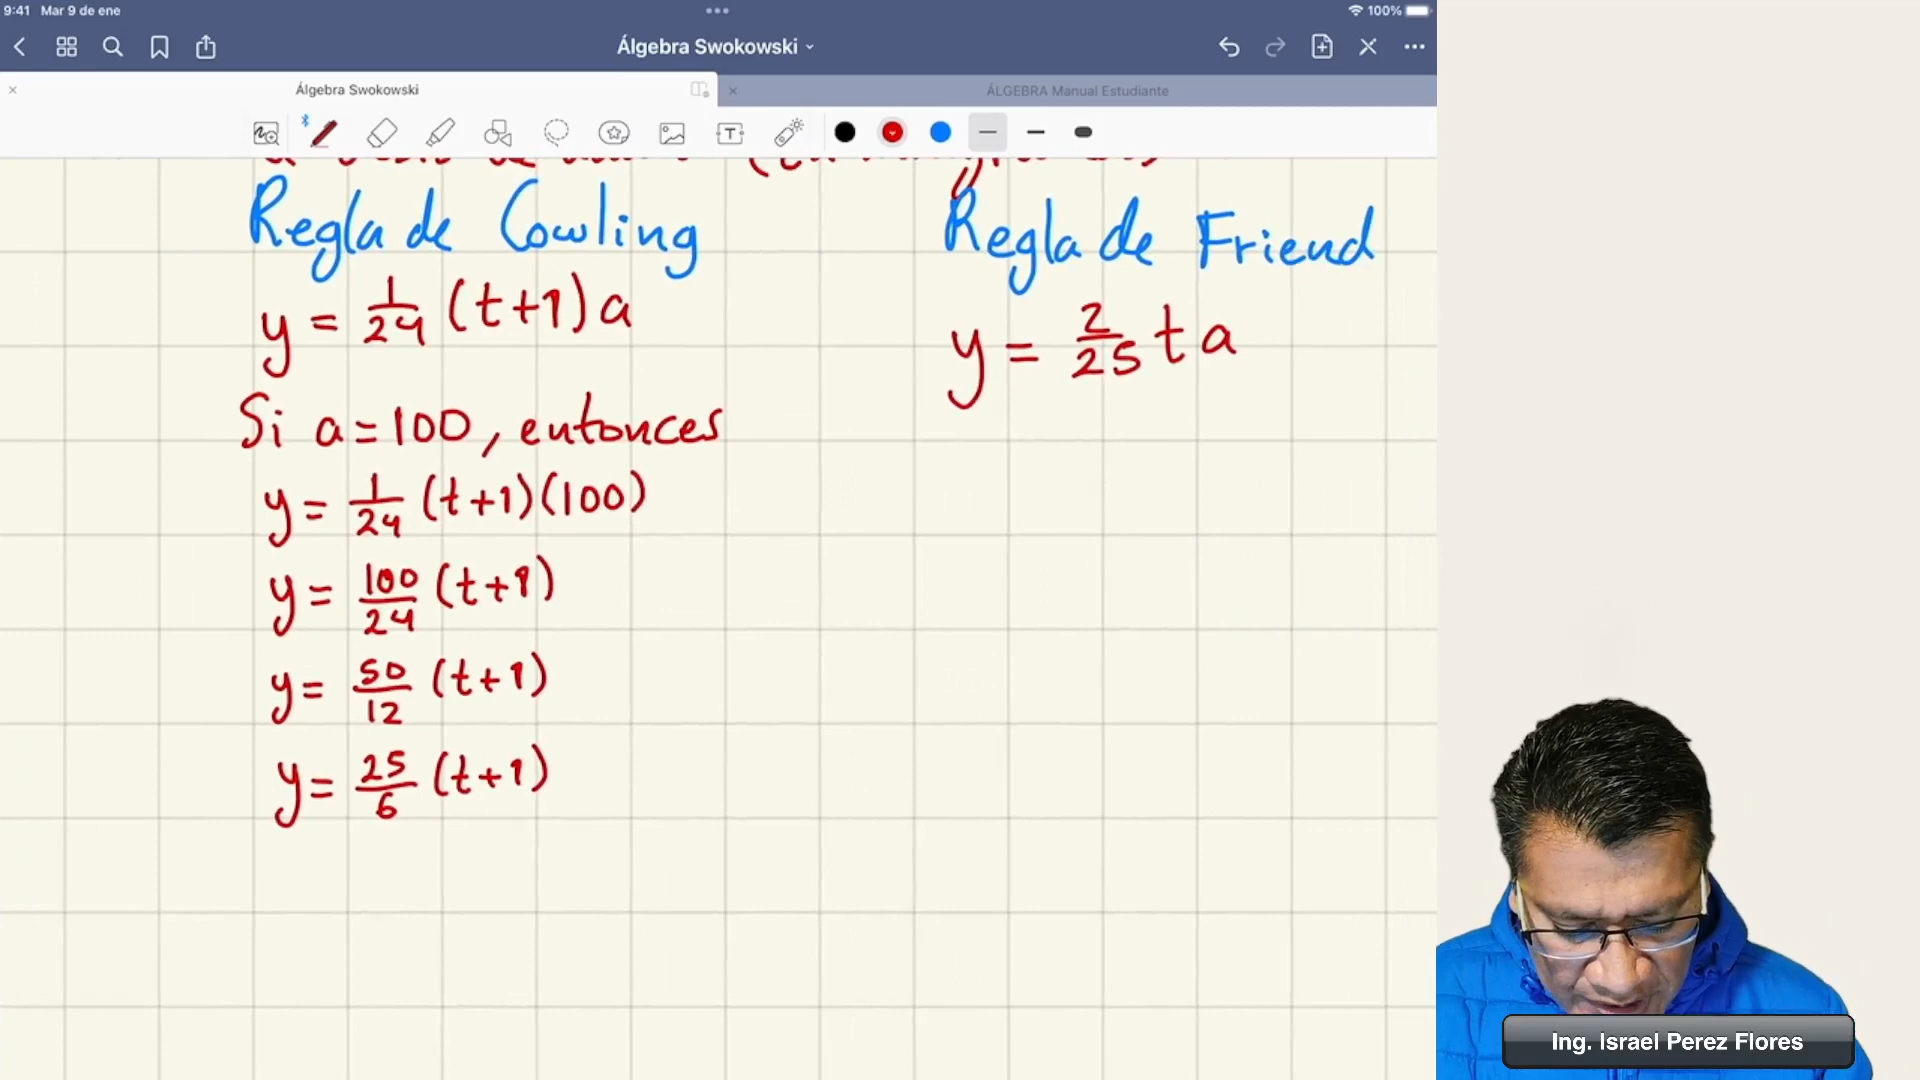 9:41 Mar 9 de ene
100%
Álgebra Swokowski
Álgebra Swokowski
ÁLGEBRA Manual Estudiante
Regla de Cowling
y = 1/24 (t+1)a
Si a=100, entonces
y = 1/24 (t+1)(100)
y = 100/24 (t+1)
y = 50/12 (t+1)
y = 25/6 (t+1)
Regla de Friend
y = 2/25 t a
Ing. Israel Perez Flores